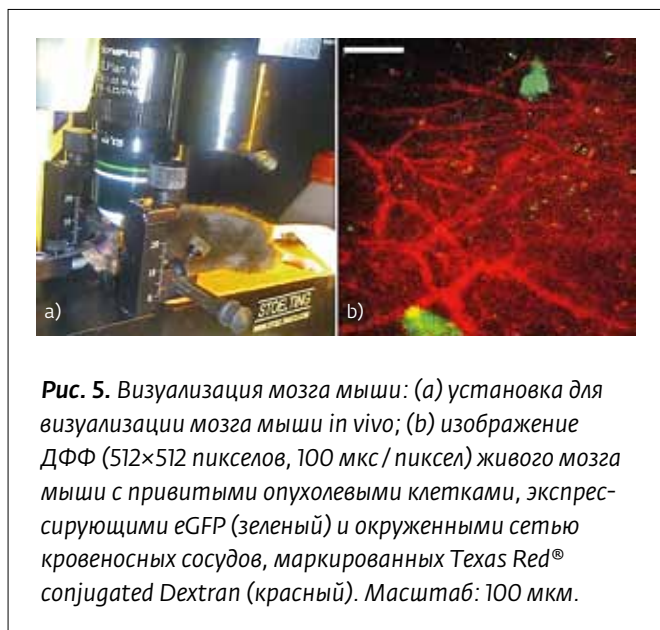 OLYMPUS
STOELTING
a)
b)
Рис. 5. Визуализация мозга мыши: (a) установка для
визуализации мозга мыши in vivo; (b) изображение
ДФФ (512×512 пикселов, 100 мкс / пиксел) живого мозга
мыши с привитыми опухолевыми клетками, экспрес-
сирующими eGFP (зеленый) и окруженными сетью
кровеносных сосудов, маркированных Texas Red®
conjugated Dextran (красный). Масштаб: 100 мкм.